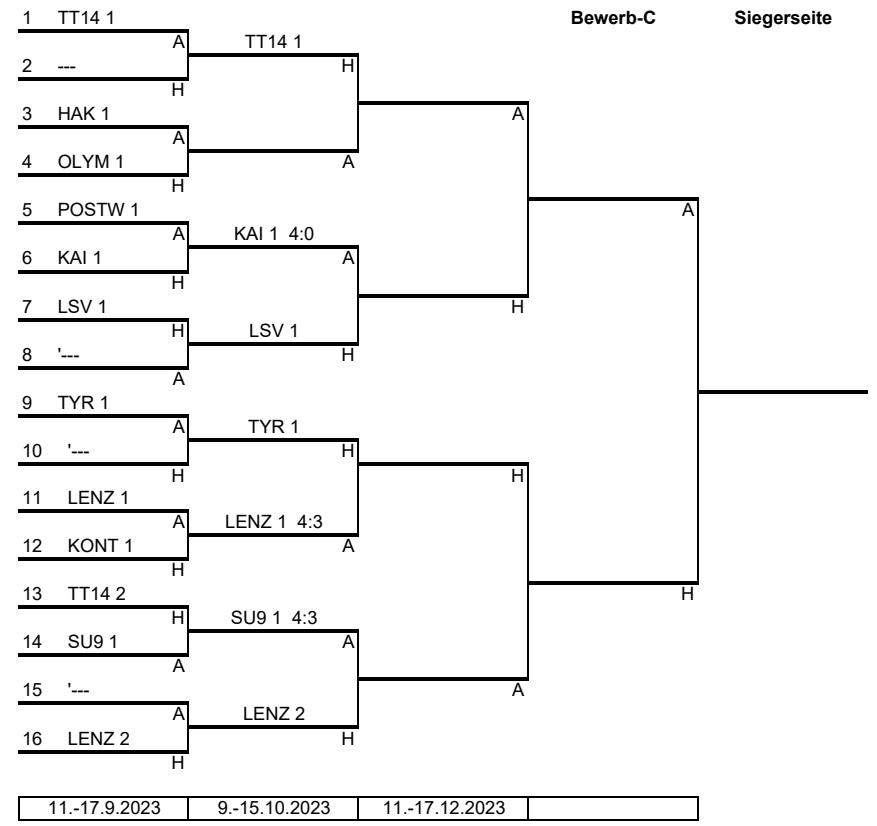 1 TT14 1 Bewerb-C Siegerseite
A TT14 1
2 --- H
H
3 HAK 1 A
A
4 OLYM 1 A
H
5 POSTW 1 A
A KAI 1 4:0
6 KAI 1 A
H
7 LSV 1 H
H LSV 1
8 '--- H
A
9 TYR 1
A TYR 1
10 '--- H
H H
11 LENZ 1
A LENZ 1 4:3
12 KONT 1 A
H
13 TT14 2 H
H SU9 1 4:3
14 SU9 1 A
A
15 '--- A
A LENZ 2
16 LENZ 2 H
H
11.-17.9.2023 9.-15.10.2023 11.-17.12.2023